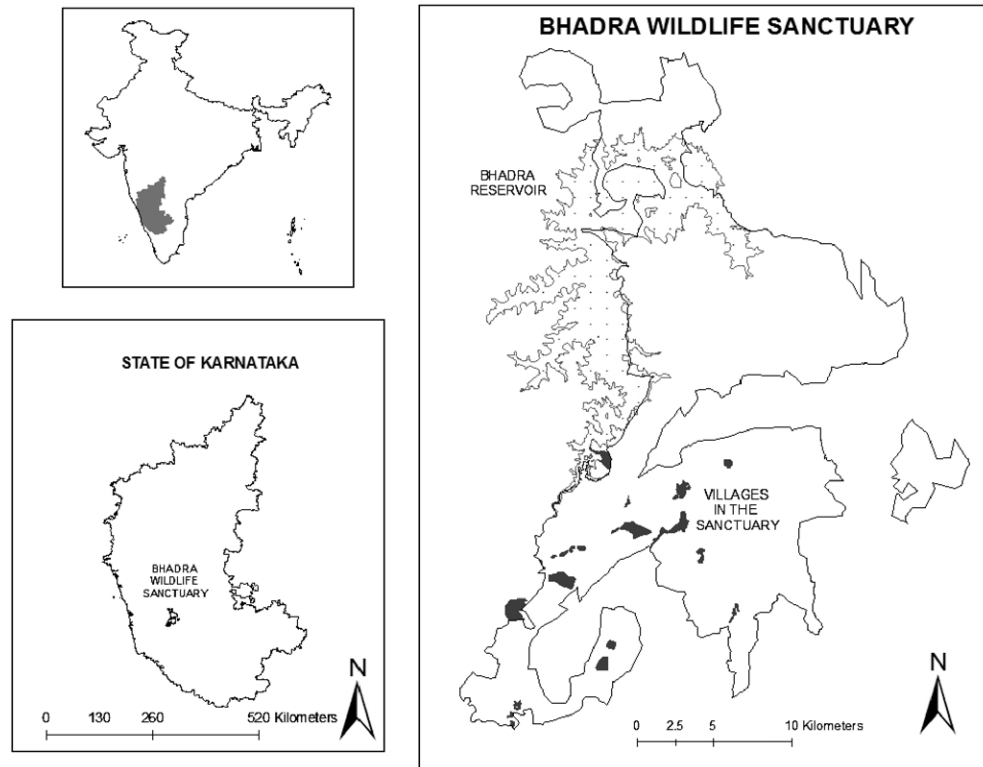 BHADRA WILDLIFE SANCTUARY
BHADRA
RESERVOIR
VILLAGES
IN THE
SANCTUARY
N
0 2.5 5 10 Kilometers
STATE OF KARNATAKA
BHADRA
WILDLIFE
SANCTUARY
N
0 130 260 520 Kilometers